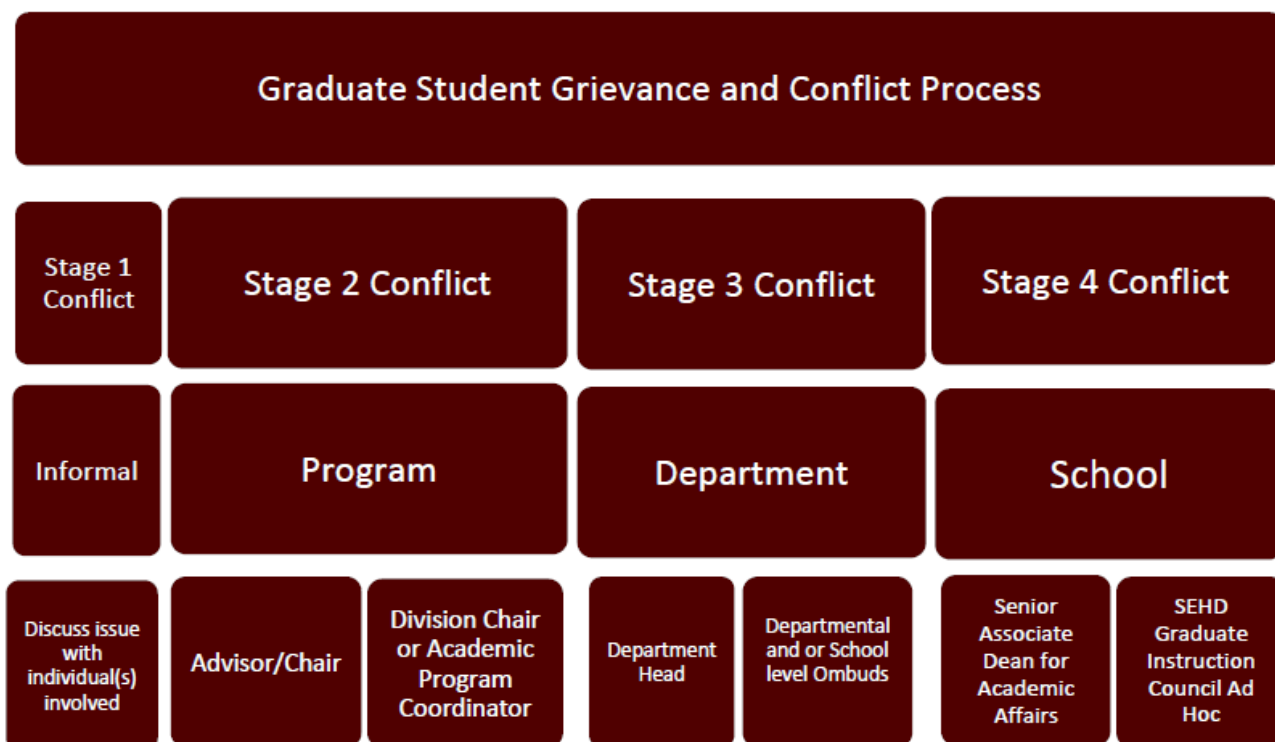 Graduate Student Grievance and Conflict Process
Stage 1
Conflict
Stage 2 Conflict
Stage 3 Conflict
Stage 4 Conflict
Informal
Program
Department
School
Discuss issue
with
individual(s)
involved
Advisor/Chair
Division Chair
or Academic
Program
Coordinator
Department
Head
Departmental
and or School
level Ombuds
Senior
Associate
Dean for
Academic
Affairs
SEHD
Graduate
Instruction
Council Ad
Hoc